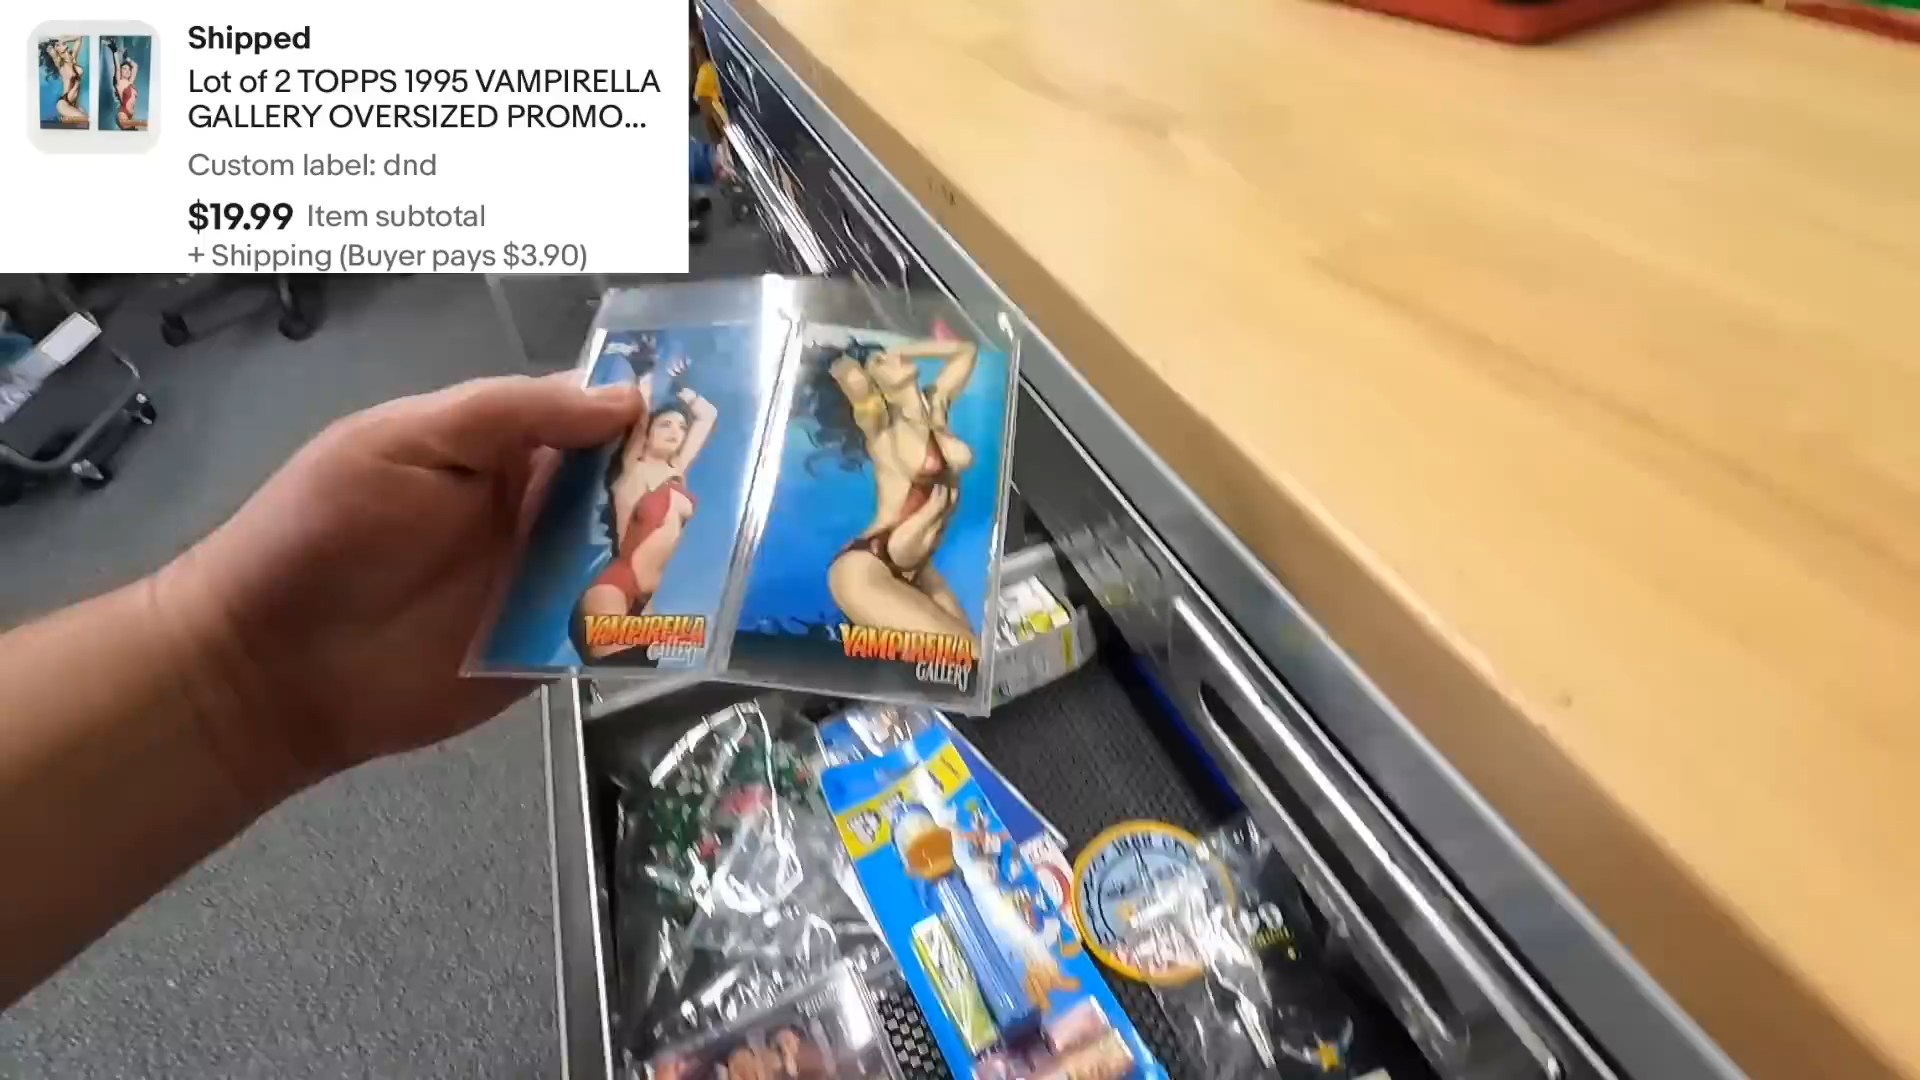 Shipped
Lot of 2 TOPPS 1995 VAMPIRELLA
GALLERY OVERSIZED PROMO...
Custom label: dnd
$19.99 Item subtotal
+ Shipping (Buyer pays $3.90)
VAMPIRELLA
GALLERY
VAMPIRELLA
GALLERY